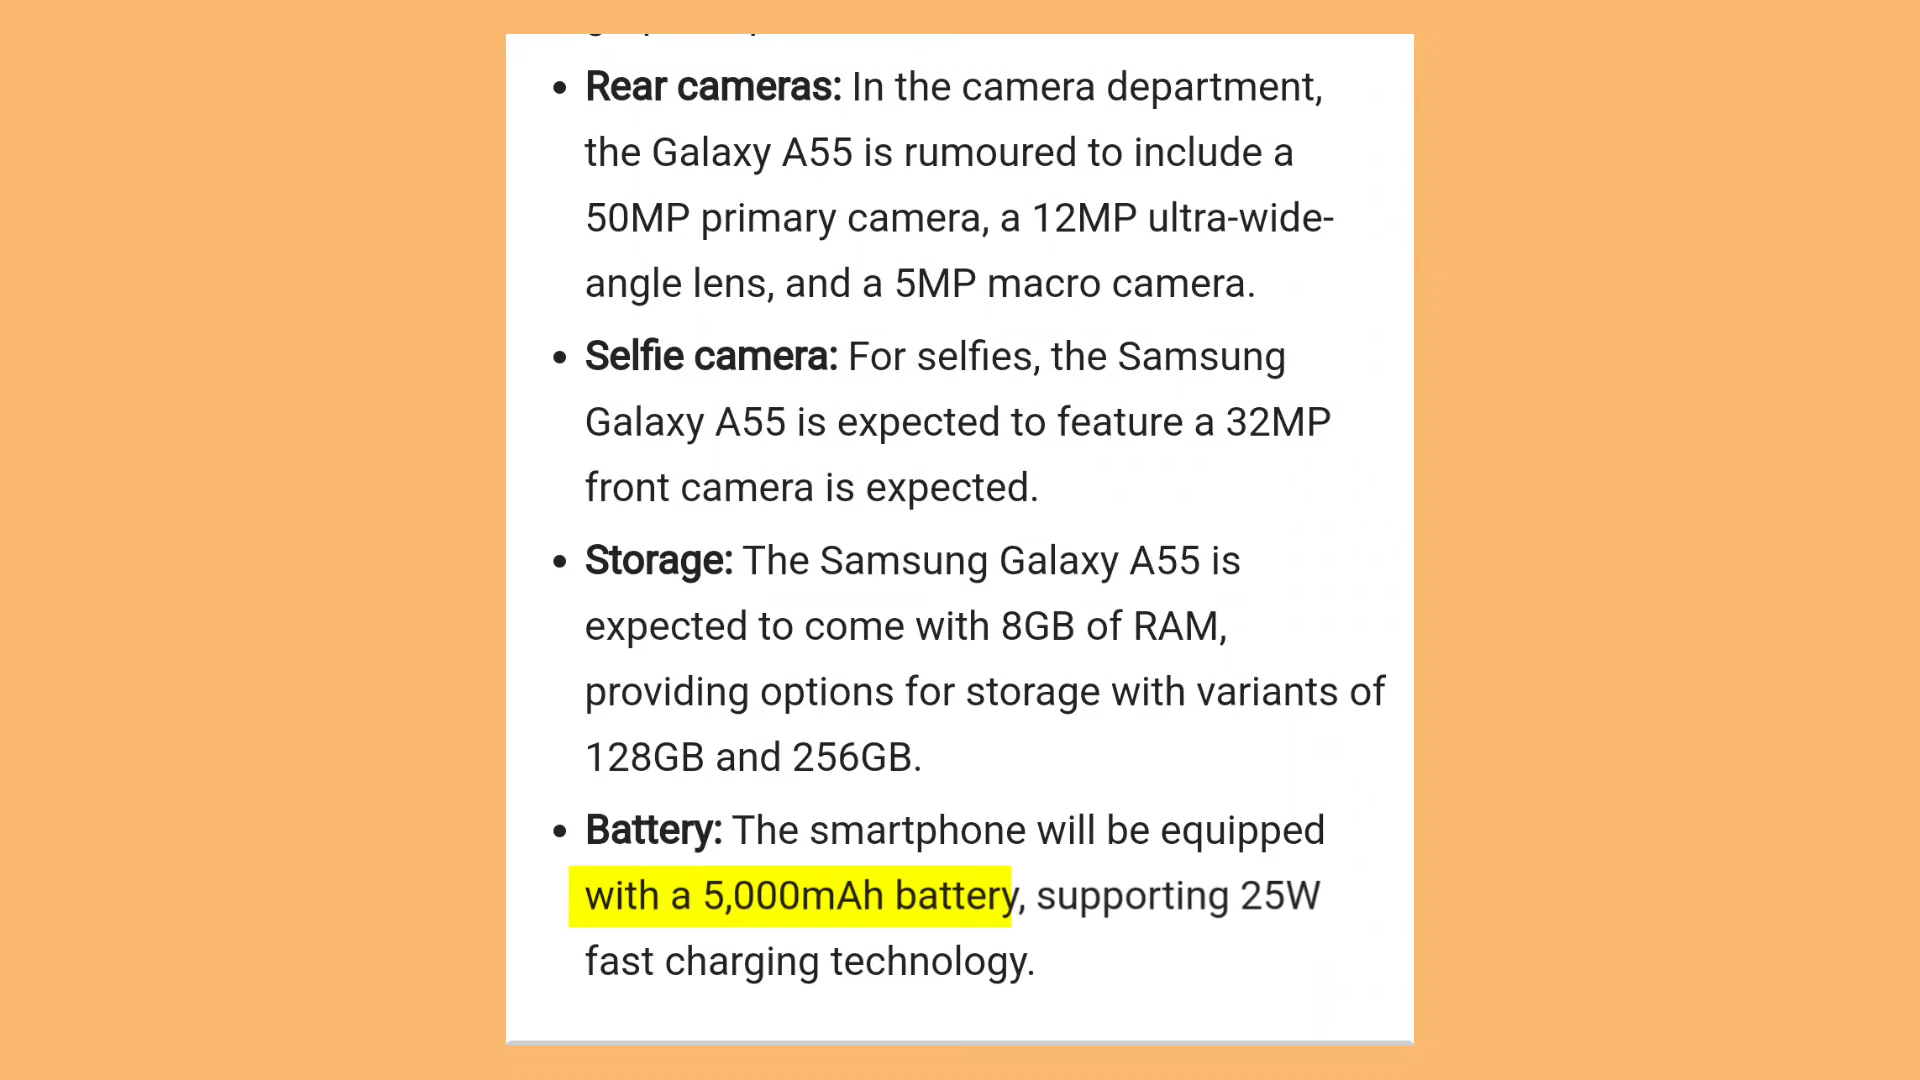 Rear cameras: In the camera department,
the Galaxy A55 is rumoured to include a
50MP primary camera, a 12MP ultra-wide-
angle lens, and a 5MP macro camera.
Selfie camera: For selfies, the Samsung
Galaxy A55 is expected to feature a 32MP
front camera is expected.
Storage: The Samsung Galaxy A55 is
expected to come with 8GB of RAM,
providing options for storage with variants of
128GB and 256GB.
Battery: The smartphone will be equipped
with a 5,000mAh battery, supporting 25W
fast charging technology.